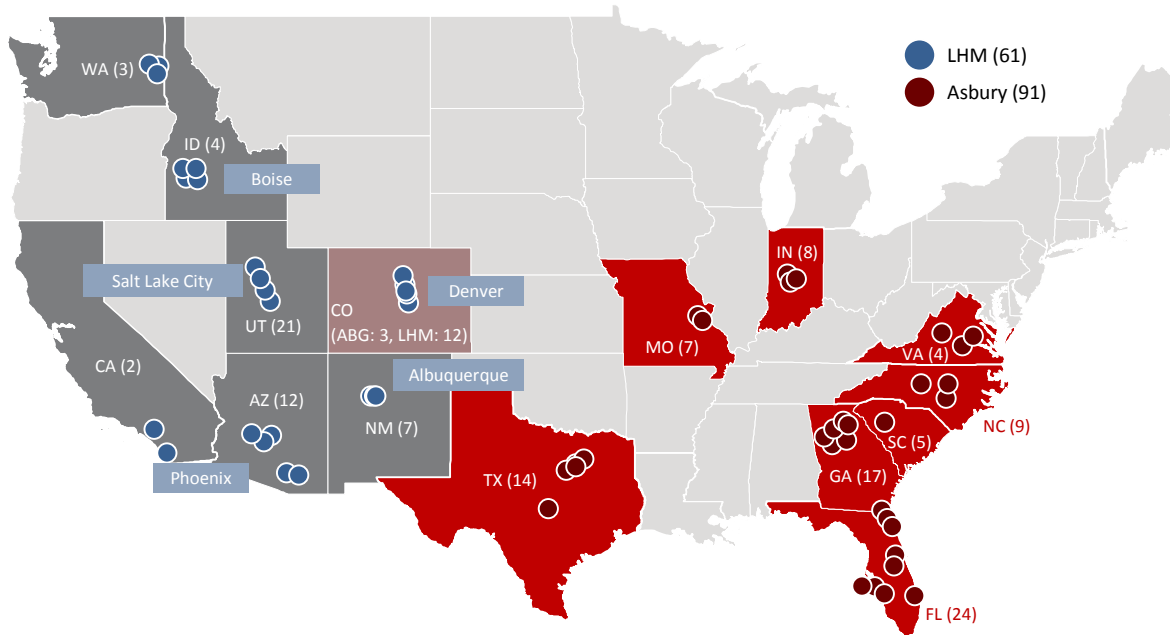 LHM (61)
Asbury (91)
WA (3)
ID (4)
Boise
Salt Lake City
UT (21)
CO
(ABG: 3, LHM: 12)
Denver
IN (8)
MO (7)
VA (4)
CA (2)
Albuquerque
AZ (12)
NM (7)
NC (9)
SC (5)
Phoenix
TX (14)
GA (17)
FL (24)